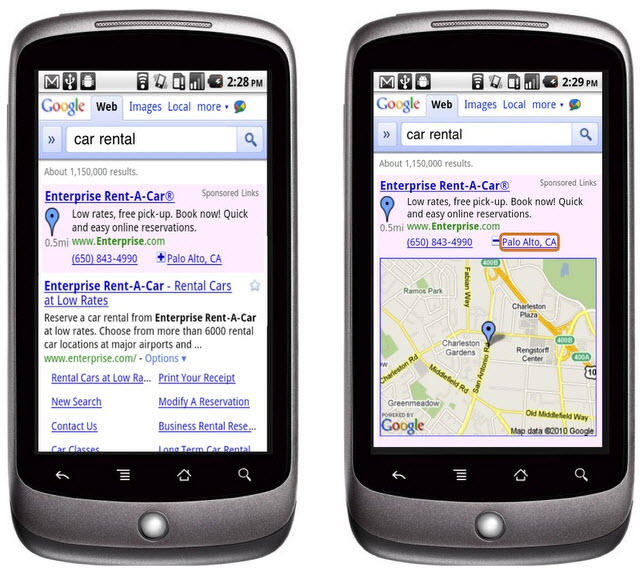 2:28 PM
Google Web Images Local more ▾
» car rental
About 1,150,000 results.
Enterprise Rent-A-Car® Sponsored Links
Low rates, free pick-up. Book now! Quick
and easy online reservations.
0.5mi www.Enterprise.com
(650) 843-4990 Palo Alto, CA
Enterprise Rent-A-Car - Rental Cars
at Low Rates
Reserve a car rental from Enterprise Rent-A-Car
at low rates. Choose from more than 6000 rental
car locations at major airports and ...
www.enterprise.com/ - Options ▾
Rental Cars at Low Ra... Print Your Receipt
New Search Modify A Reservation
Contact Us Business Rental Rese...
Car Classes Long Term Car Rental
2:29 PM
Google Web Images Local more ▾
» car rental
About 1,150,000 results.
Enterprise Rent-A-Car® Sponsored Links
Low rates, free pick-up. Book now! Quick
and easy online reservations.
0.5mi www.Enterprise.com
(650) 843-4990 Palo Alto, CA
400B
Ramos Park
Fabian Way
Charleston
Plaza
400B
Charleston
Gardens
Rengstorff
Center
400A
San Antonio Rd
Charleston Rd
Middlefield Rd
10
Greenmeadow
Old Middlefield Way
POWERED BY
Google
Map data ©2010 Google